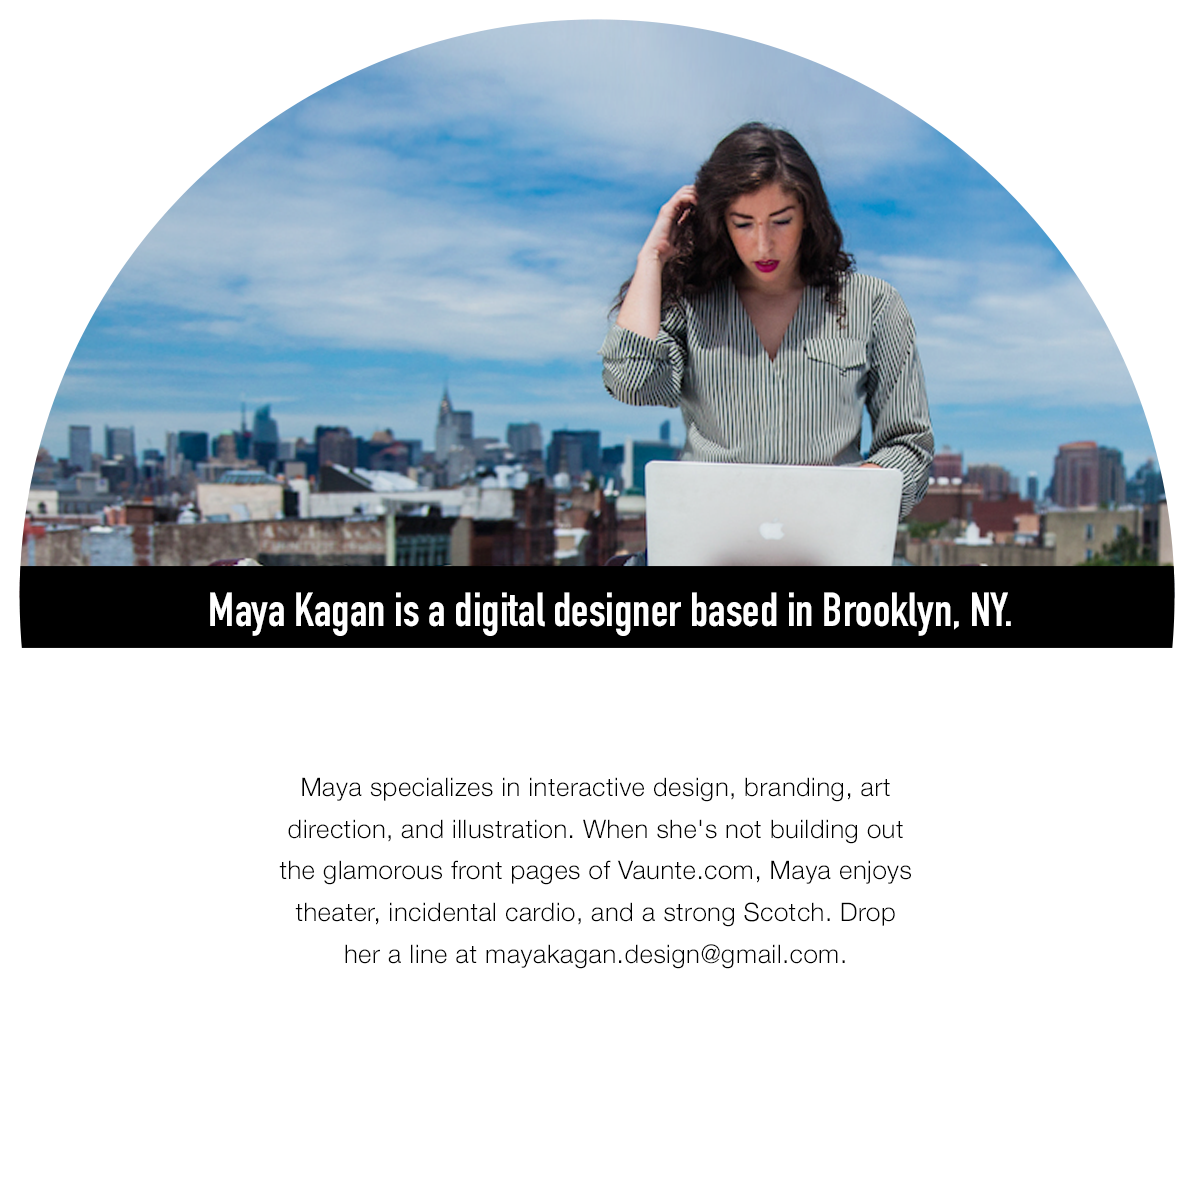 Maya Kagan is a digital designer based in Brooklyn, NY.
Maya specializes in interactive design, branding, art
direction, and illustration. When she's not building out
the glamorous front pages of Vaunte.com, Maya enjoys
theater, incidental cardio, and a strong Scotch. Drop
her a line at mayakagan.design@gmail.com.